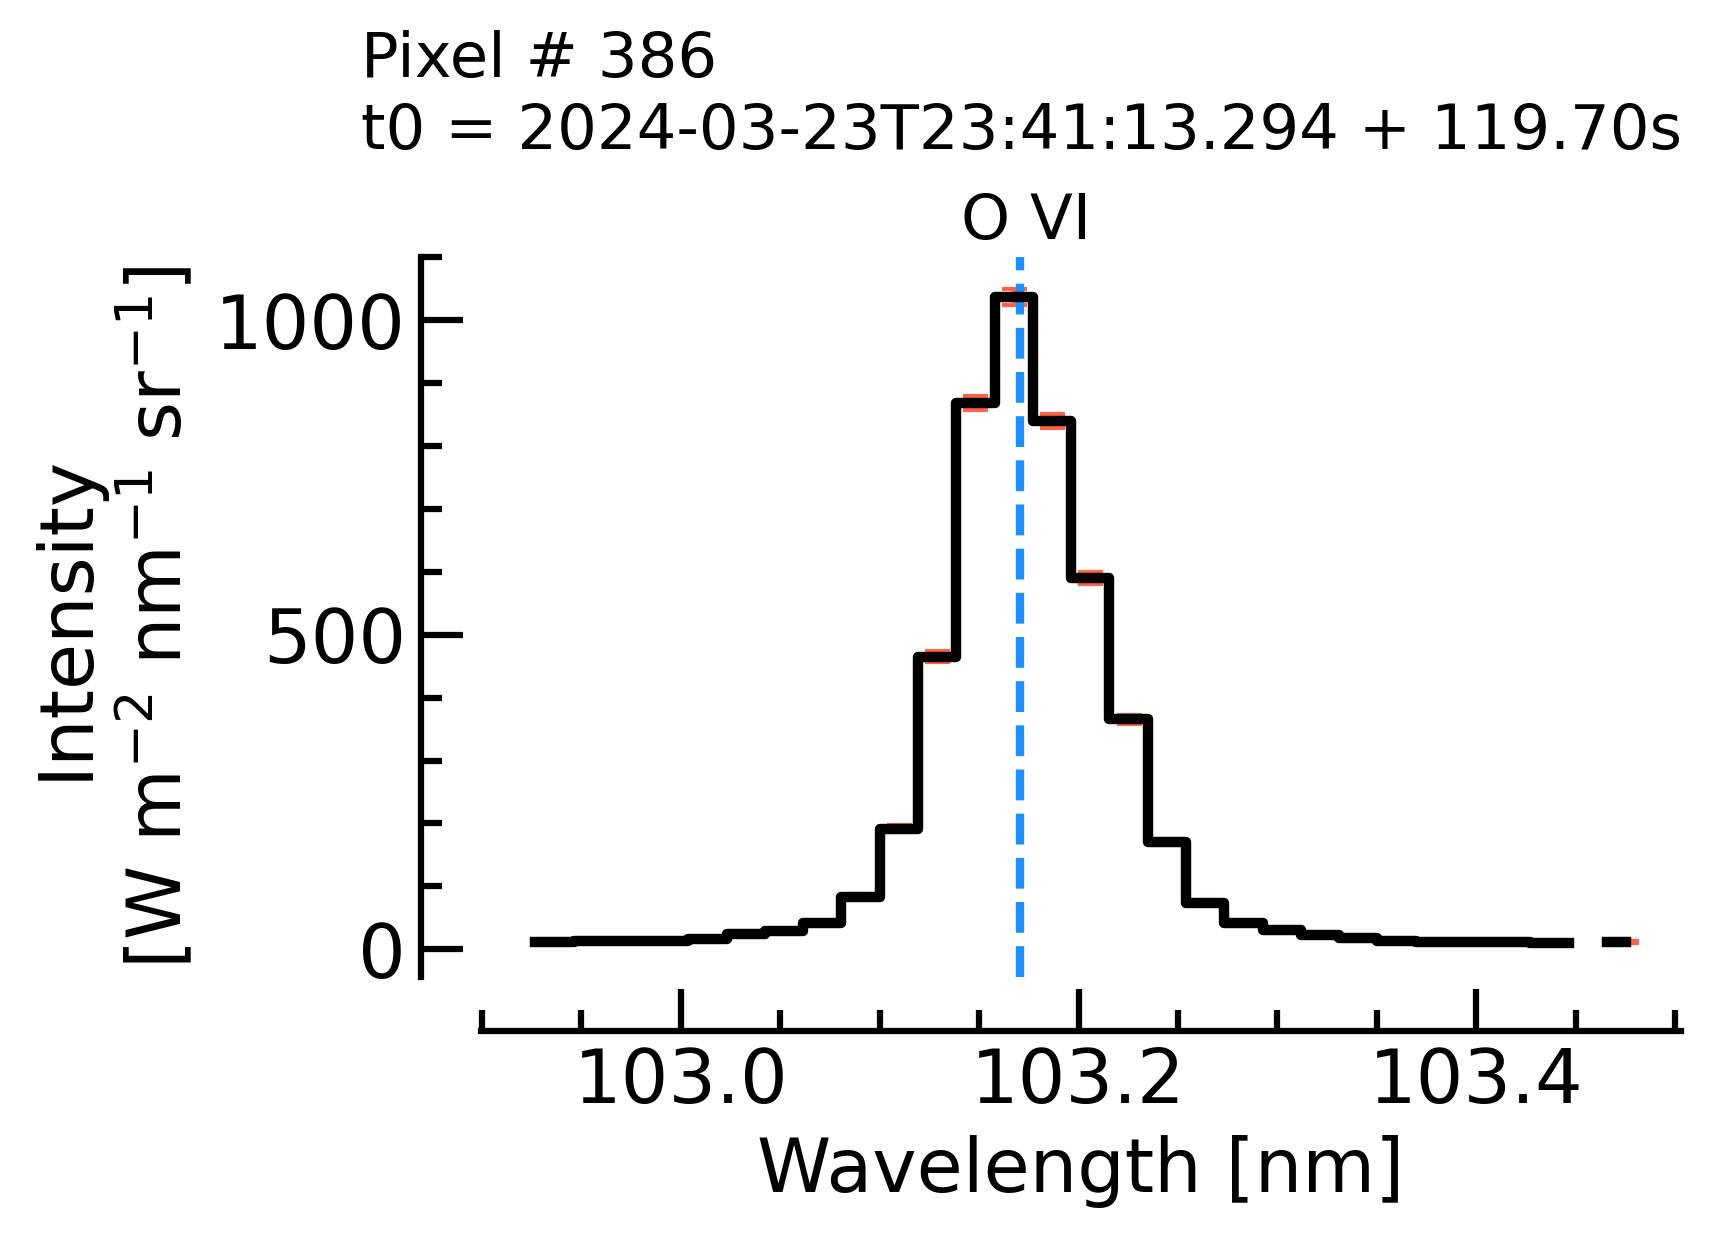 Pixel # 386
t0 = 2024-03-23T23:41:13.294 + 119.70s
O VI
Intensity
[W m⁻² nm⁻¹ sr⁻¹]
1000
500
0
103.0 103.2 103.4
Wavelength [nm]